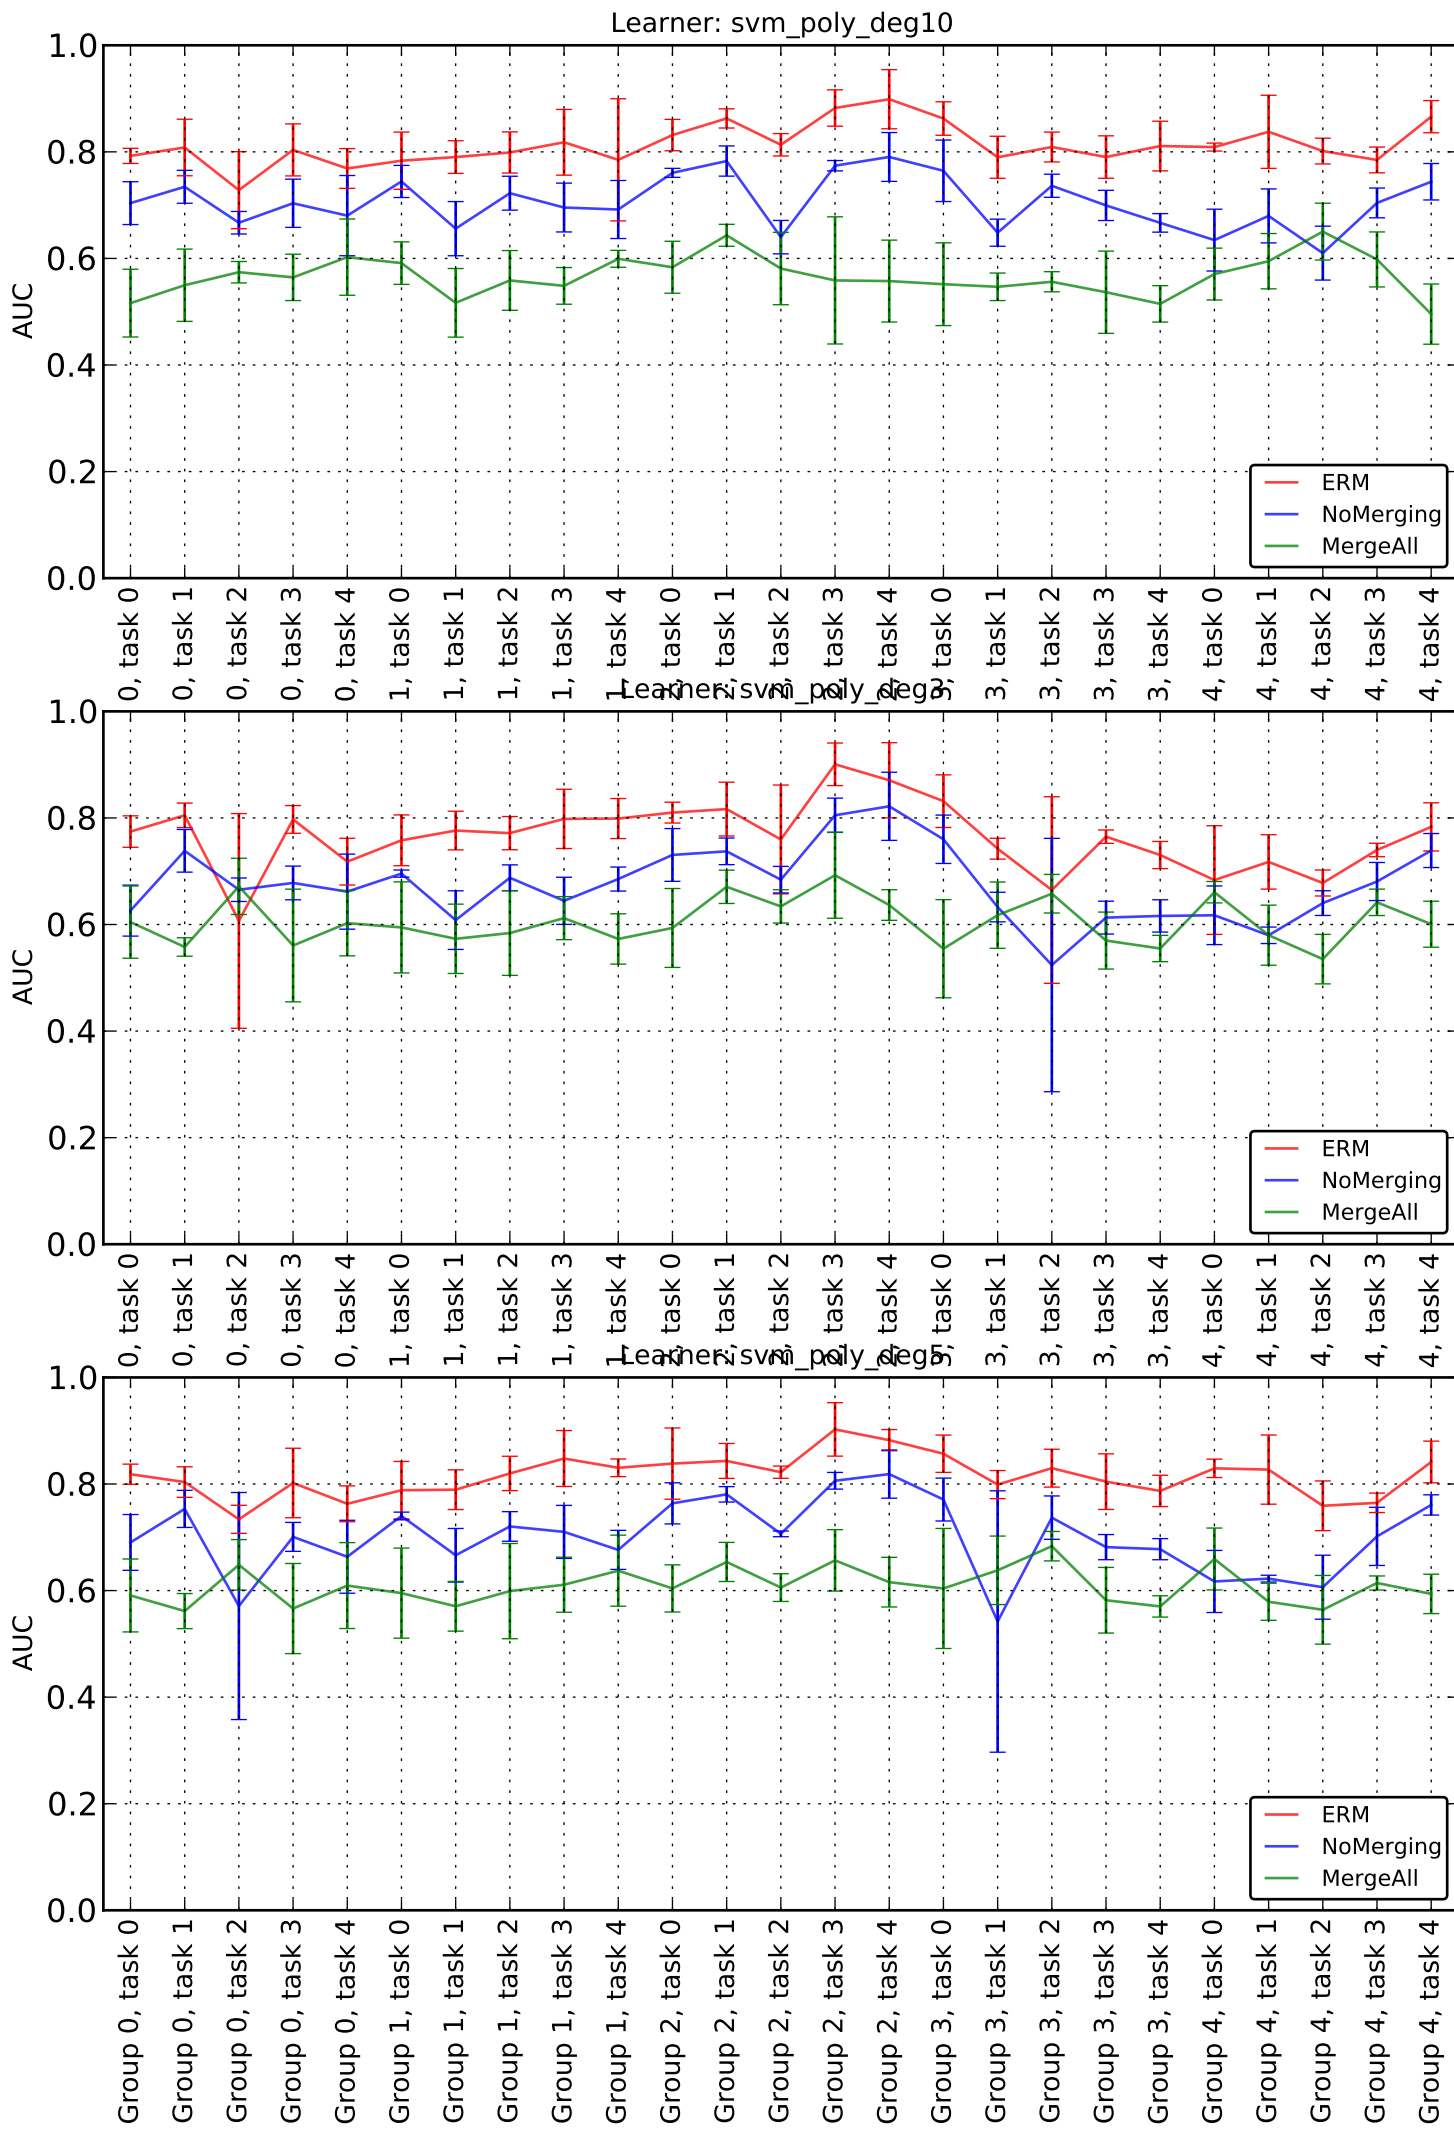 Learner: svm_poly_deg10
1.0
0.8
0.6
0.4
0.2
0.0
AUC
ERM
NoMerging
MergeAll
0, task 0
0, task 1
0, task 2
0, task 3
0, task 4
1, task 0
1, task 1
1, task 2
1, task 3
1, task 4
2, task 0
2, task 1
2, task 2
2, task 3
2, task 4
3, task 0
3, task 1
3, task 2
3, task 3
3, task 4
4, task 0
4, task 1
4, task 2
4, task 3
4, task 4
Learner: svm_poly_deg3
1.0
0.8
0.6
0.4
0.2
0.0
AUC
ERM
NoMerging
MergeAll
0, task 0
0, task 1
0, task 2
0, task 3
0, task 4
1, task 0
1, task 1
1, task 2
1, task 3
1, task 4
2, task 0
2, task 1
2, task 2
2, task 3
2, task 4
3, task 0
3, task 1
3, task 2
3, task 3
3, task 4
4, task 0
4, task 1
4, task 2
4, task 3
4, task 4
Learner: svm_poly_deg5
1.0
0.8
0.6
0.4
0.2
0.0
AUC
ERM
NoMerging
MergeAll
Group 0, task 0
Group 0, task 1
Group 0, task 2
Group 0, task 3
Group 0, task 4
Group 1, task 0
Group 1, task 1
Group 1, task 2
Group 1, task 3
Group 1, task 4
Group 2, task 0
Group 2, task 1
Group 2, task 2
Group 2, task 3
Group 2, task 4
Group 3, task 0
Group 3, task 1
Group 3, task 2
Group 3, task 3
Group 3, task 4
Group 4, task 0
Group 4, task 1
Group 4, task 2
Group 4, task 3
Group 4, task 4